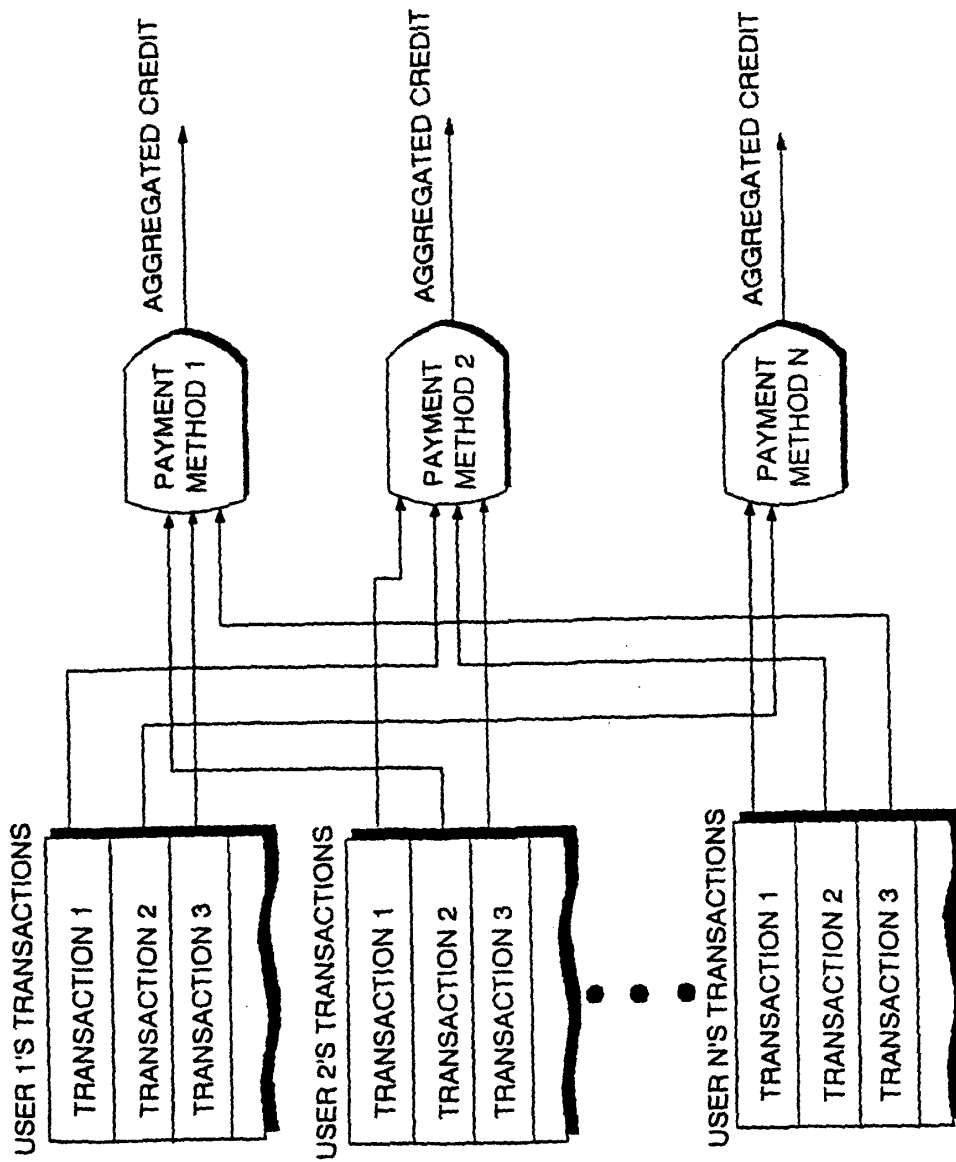 USER 1'S TRANSACTIONS
TRANSACTION 1
TRANSACTION 2
TRANSACTION 3
USER 2'S TRANSACTIONS
TRANSACTION 1
TRANSACTION 2
TRANSACTION 3
USER N'S TRANSACTIONS
TRANSACTION 1
TRANSACTION 2
TRANSACTION 3
PAYMENT
METHOD 1
PAYMENT
METHOD 2
PAYMENT
METHOD N
AGGREGATED CREDIT
AGGREGATED CREDIT
AGGREGATED CREDIT